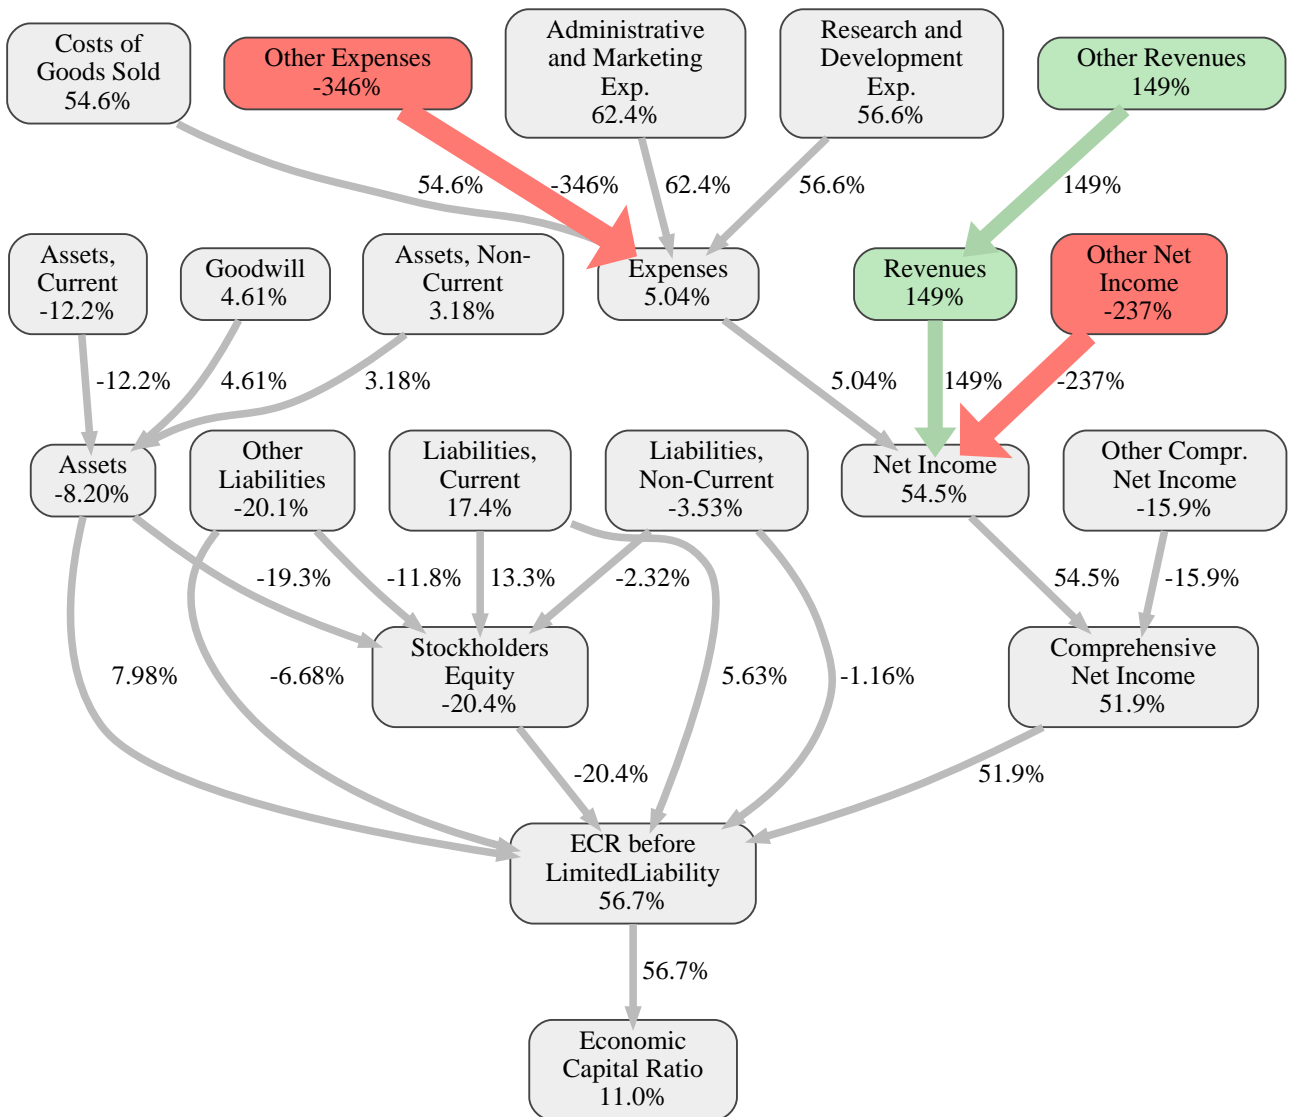 Costs of
Goods Sold
54.6%
Other Expenses
-346%
Administrative
and Marketing
Exp.
62.4%
Research and
Development
Exp.
56.6%
Other Revenues
149%
54.6%
-346%
62.4%
56.6%
149%
Assets,
Current
-12.2%
Goodwill
4.61%
Assets, Non-
Current
3.18%
Expenses
5.04%
Revenues
149%
Other Net
Income
-237%
-12.2%
4.61%
3.18%
5.04%
149%
-237%
Assets
-8.20%
Other
Liabilities
-20.1%
Liabilities,
Current
17.4%
Liabilities,
Non-Current
-3.53%
Net Income
54.5%
Other Compr.
Net Income
-15.9%
-19.3%
-11.8%
13.3%
-2.32%
54.5%
-15.9%
Stockholders
Equity
-20.4%
Comprehensive
Net Income
51.9%
7.98%
-6.68%
5.63%
-1.16%
-20.4%
51.9%
ECR before
LimitedLiability
56.7%
56.7%
Economic
Capital Ratio
11.0%